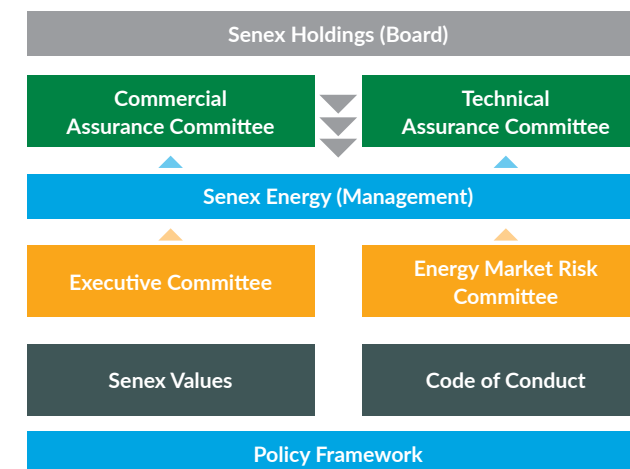 Senex Holdings (Board)
Commercial
Assurance Committee
Technical
Assurance Committee
Senex Energy (Management)
Executive Committee
Energy Market Risk
Committee
Senex Values
Code of Conduct
Policy Framework